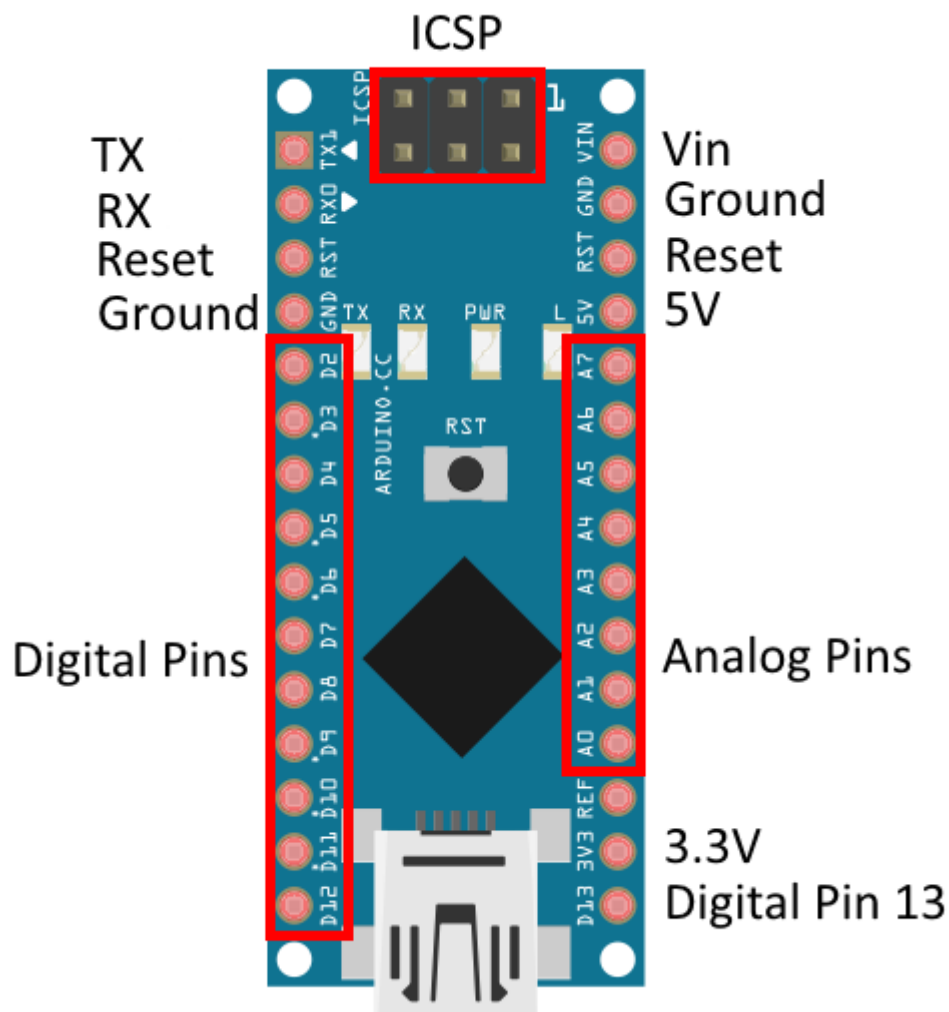 ICSP
ICSP
1
TX
TX1
VIN
Vin
RX
RX0
GND
Ground
Reset
RST
RST
Reset
Ground
GND
5V
5V
TX RX PWR L
D2
A7
D3
A6
RST
ARDUINO.CC
D4
A5
D5
A4
D6
A3
D7
A2
Digital Pins
Analog Pins
D8
A1
D9
A0
D10
REF
D11
3V3
3.3V
D12
D13
Digital Pin 13